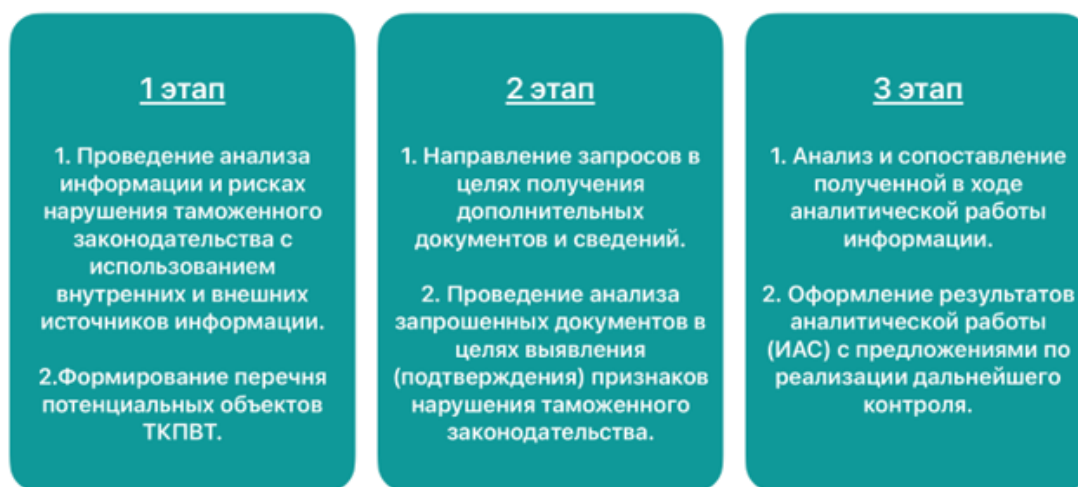 1 этап
1. Проведение анализа
информации и рисках
нарушения таможенного
законодательства с
использованием
внутренних и внешних
источников информации.
2.Формирование перечня
потенциальных объектов
ТКПВТ.
2 этап
1. Направление запросов в
целях получения
дополнительных
документов и сведений.
2. Проведение анализа
запрошенных документов в
целях выявления
(подтверждения) признаков
нарушения таможенного
законодательства.
3 этап
1. Анализ и сопоставление
полученной в ходе
аналитической работы
информации.
2. Оформление результатов
аналитической работы
(ИАС) с предложениями по
реализации дальнейшего
контроля.